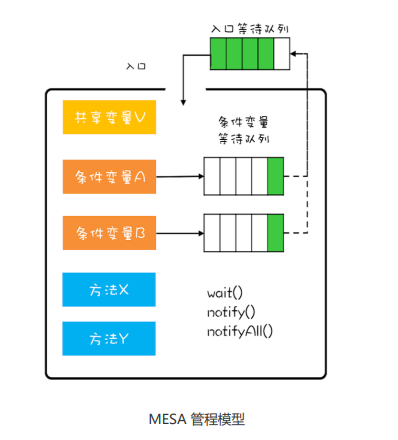 入口等待队列
入口
共享变量V
条件变量
等待队列
条件变量A
条件变量B
方法X
wait()
notify()
notifyAll()
方法Y
MESA 管程模型